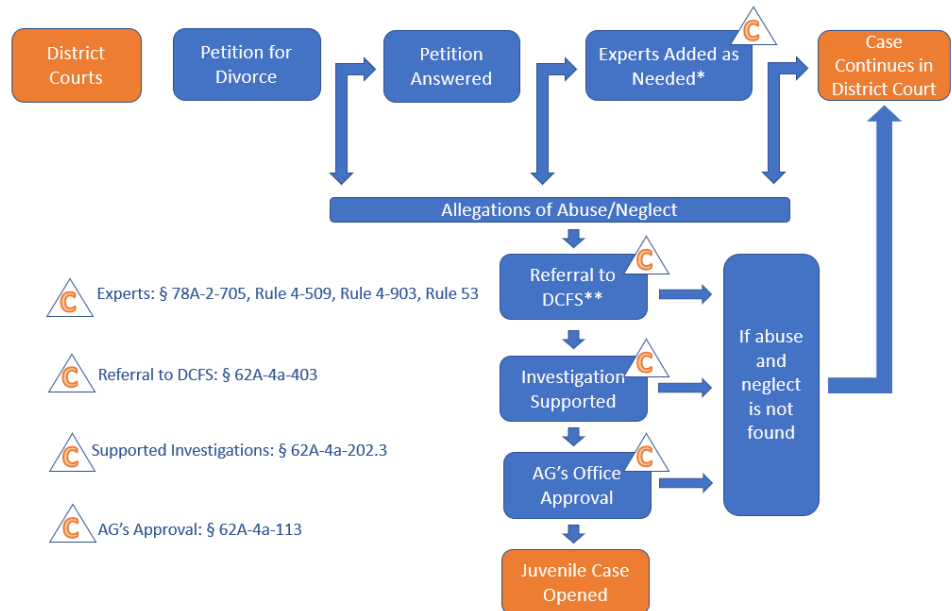 District
Courts
Petition for
Divorce
Petition
Answered
Experts Added as
Needed*
C
Case
Continues in
District Court
Allegations of Abuse/Neglect
Referral to
DCFS**
C
C Experts: § 78A-2-705, Rule 4-509, Rule 4-903, Rule 53
If abuse
and
neglect
is not
found
Investigation
Supported
C
C Referral to DCFS: § 62A-4a-403
AG’s Office
Approval
C
C Supported Investigations: § 62A-4a-202.3
C AG’s Approval: § 62A-4a-113
Juvenile Case
Opened